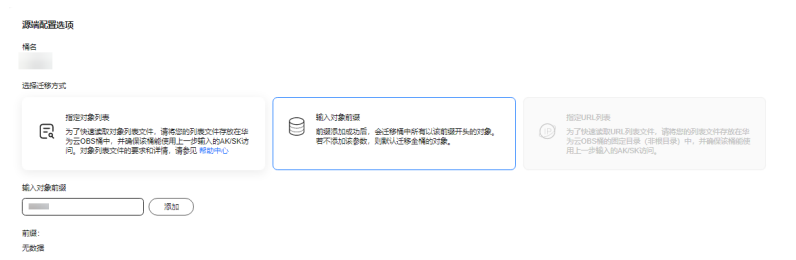 源端配置选项
桶名
选择迁移方式
指定对象列表
为了快速读取对象列表文件，请将您的列表文件存放在华
为云OBS桶中，并确保该桶能使用上一步输入的AK/SK访
问。对象列表文件的要求和详情，请参见 帮助中心
输入对象前缀
前缀添加成功后，会迁移桶中所有以该前缀开头的对象。
若不添加该参数，则默认迁移全桶的对象。
指定URL列表
为了快速读取URL列表文件，请将您的列表文件存放在华
为云OBS桶的固定目录（非根目录）中，并确保该桶能使
用上一步输入的AK/SK访问。
输入对象前缀
添加
前缀：
无数据